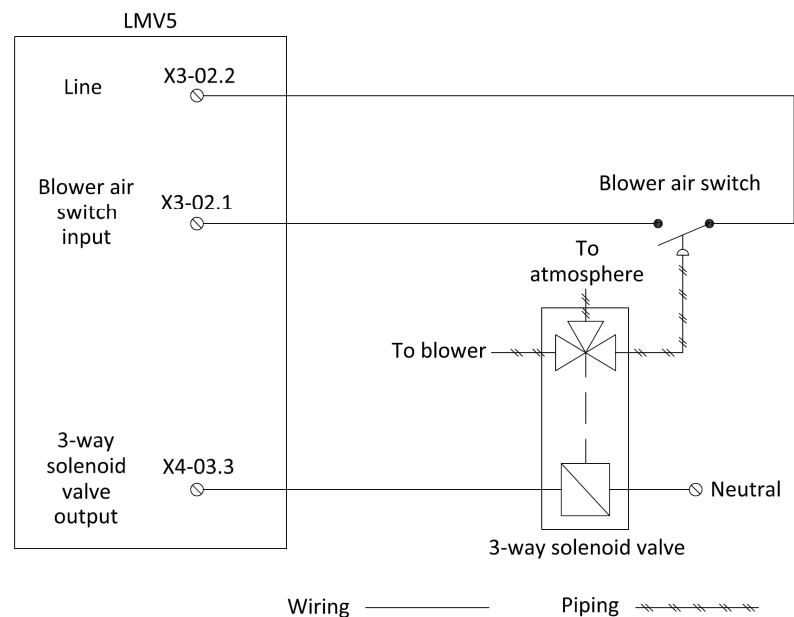 LMV5
Line
X3-02.2
Blower air
switch
input
X3-02.1
Blower air switch
To
atmosphere
To blower
3-way
solenoid
valve
output
X4-03.3
Neutral
3-way solenoid valve
Wiring
Piping